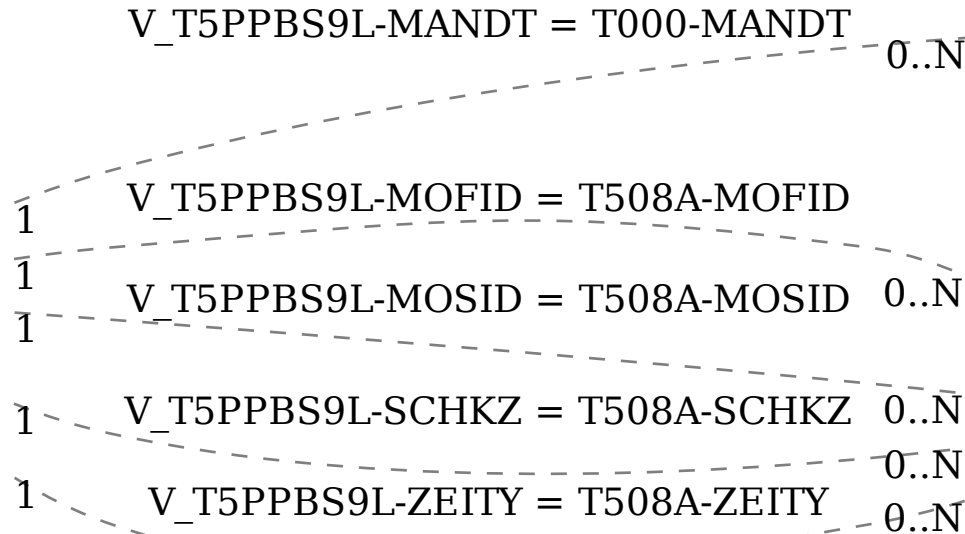 V_T5PPBS9L-MANDT = T000-MANDT
0..N
1
V_T5PPBS9L-MOFID = T508A-MOFID
1
0..N
V_T5PPBS9L-MOSID = T508A-MOSID
1
0..N
V_T5PPBS9L-SCHKZ = T508A-SCHKZ
1
0..N
V_T5PPBS9L-ZEITY = T508A-ZEITY
1
0..N